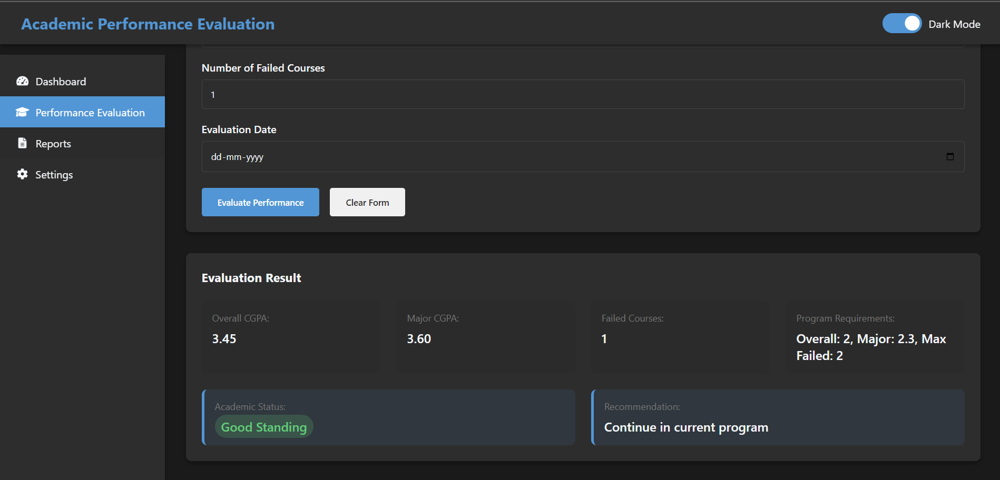 Academic Performance Evaluation
Dark Mode
Dashboard
Performance Evaluation
Reports
Settings
Number of Failed Courses
1
Evaluation Date
dd-mm-yyyy
Evaluate Performance
Clear Form
Evaluation Result
Overall CGPA:
3.45
Major CGPA:
3.60
Failed Courses:
1
Program Requirements:
Overall: 2, Major: 2.3, Max
Failed: 2
Academic Status:
Good Standing
Recommendation:
Continue in current program